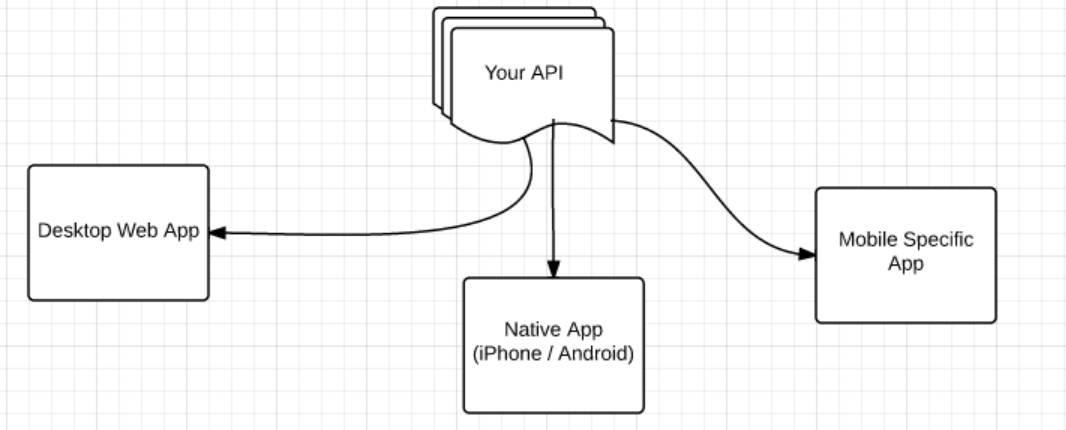 Your API
Desktop Web App
Mobile Specific
App
Native App
(iPhone / Android)